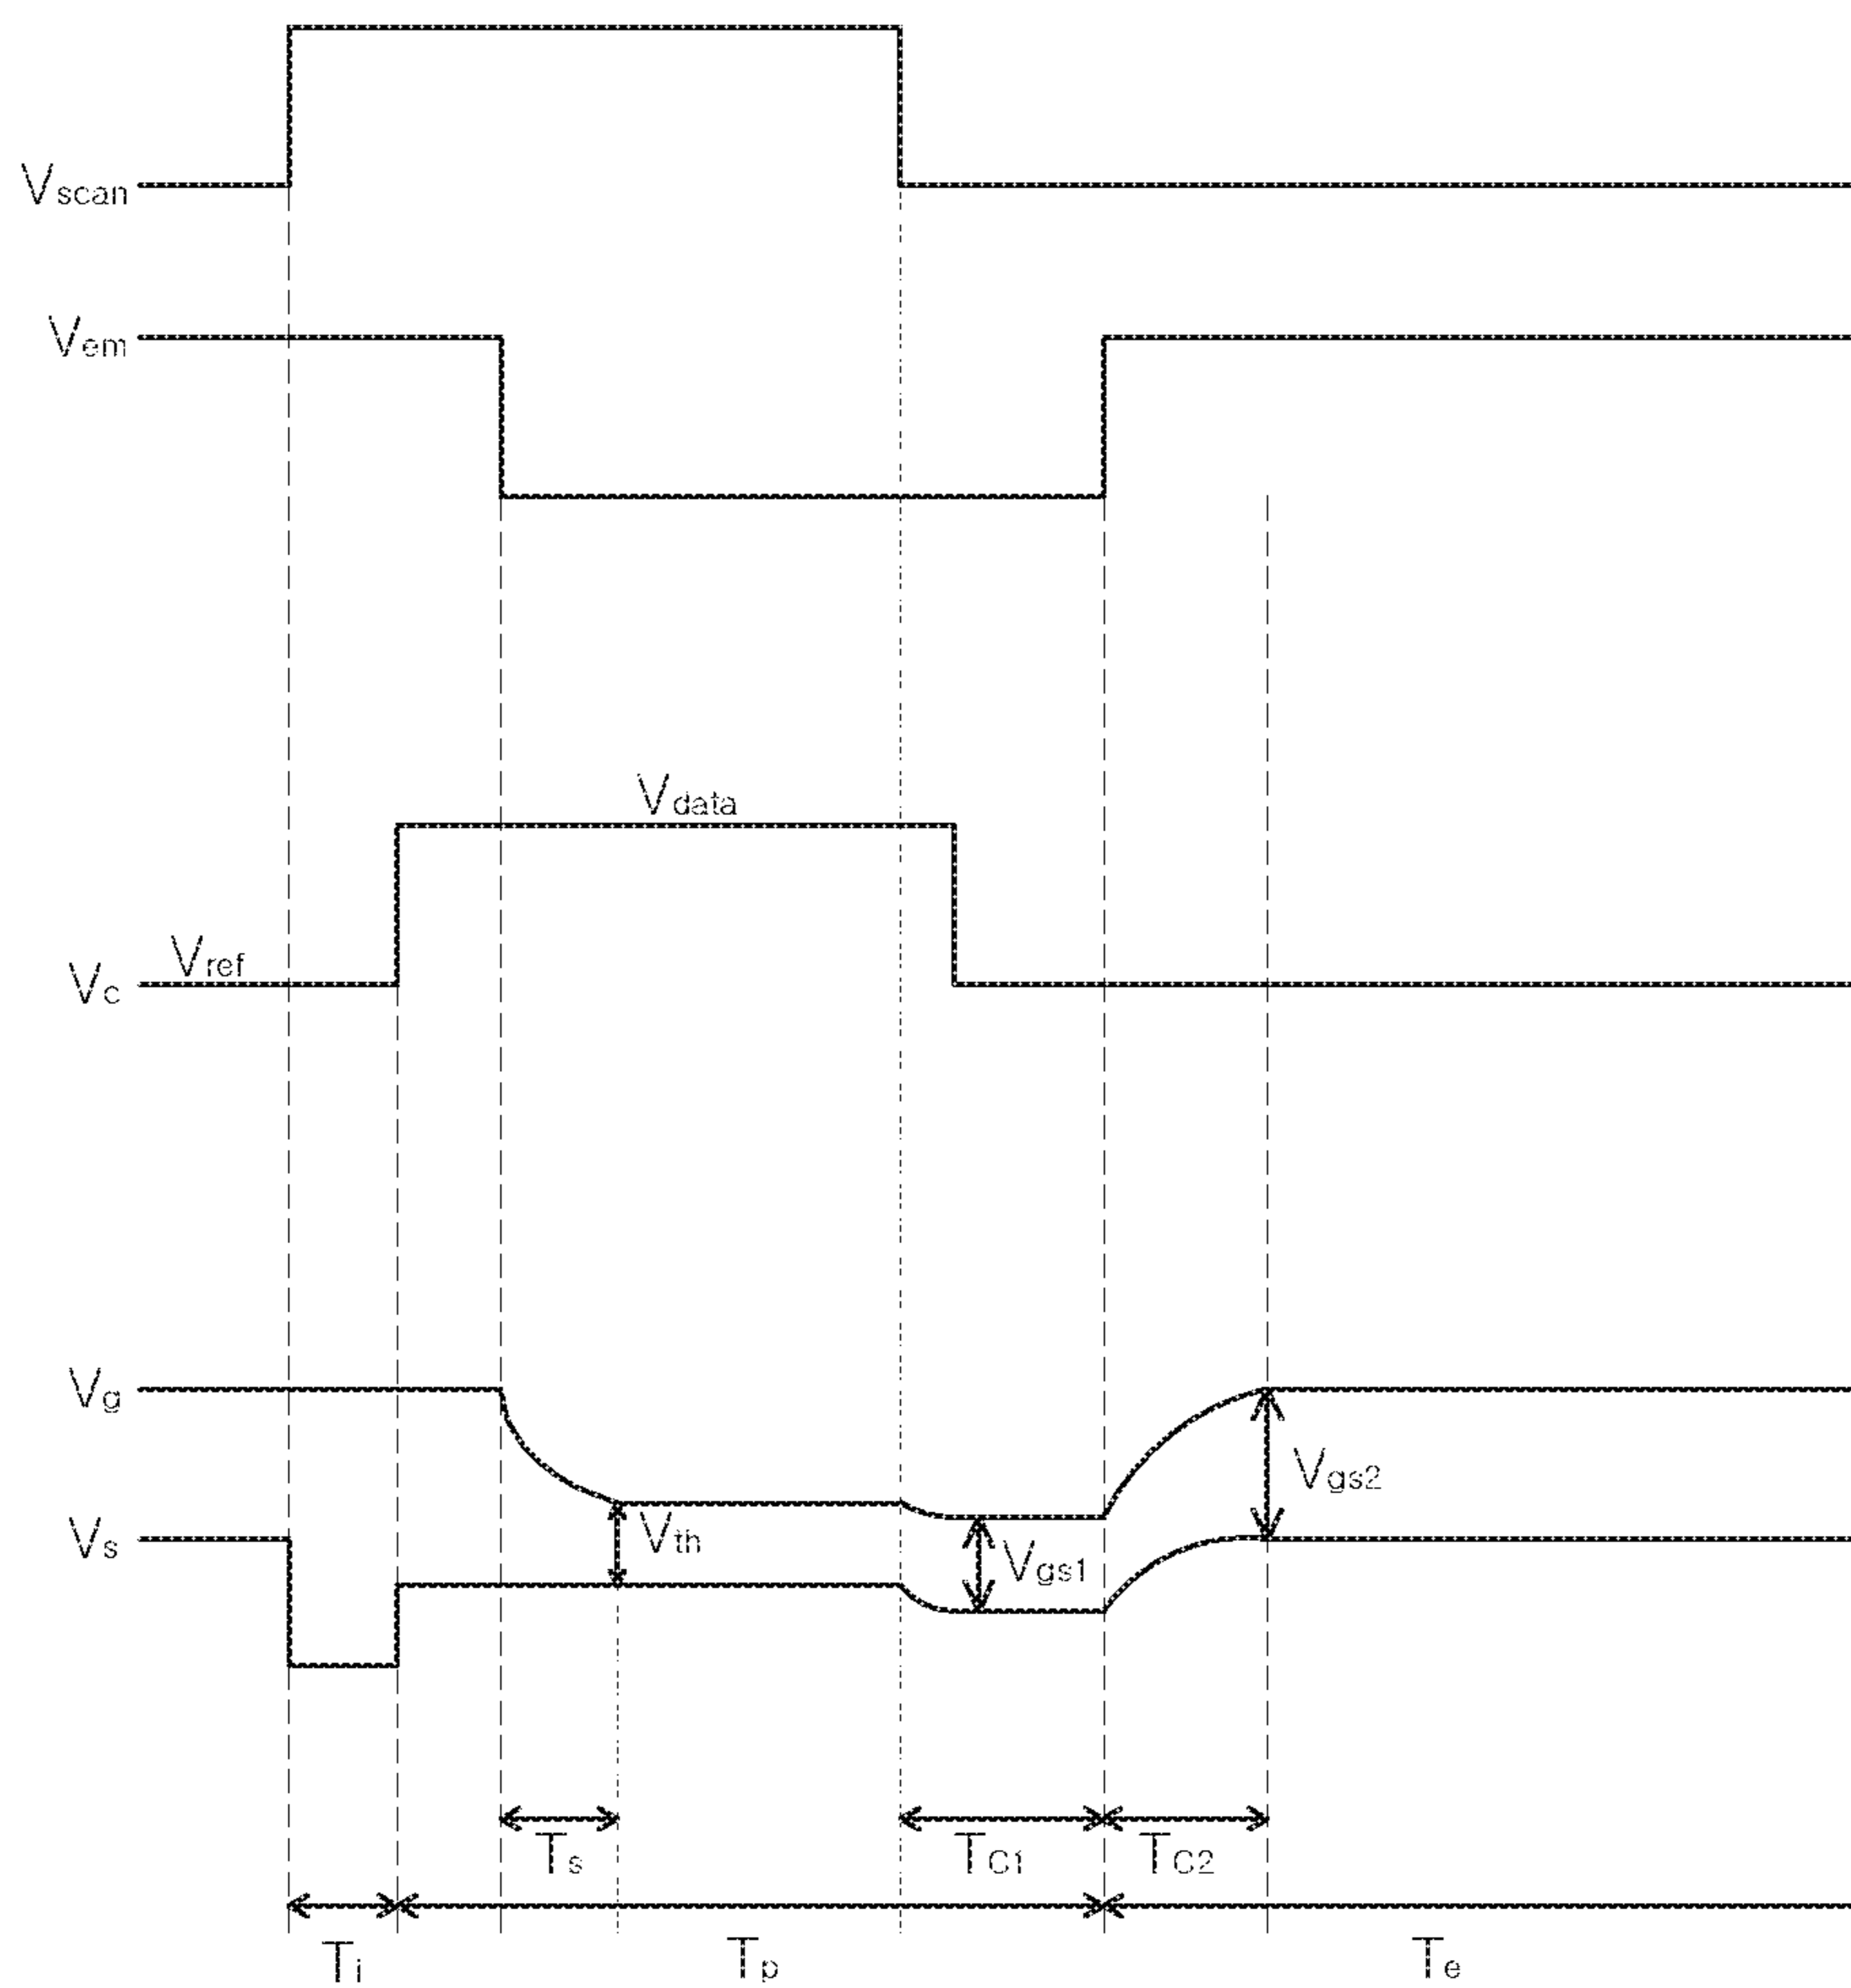 Vscan
Vem
Vdata
Vref
Vc
Vg
Vgs2
Vs
Vth
Vgs1
Ts
TC1
TC2
Ti
Tp
Te